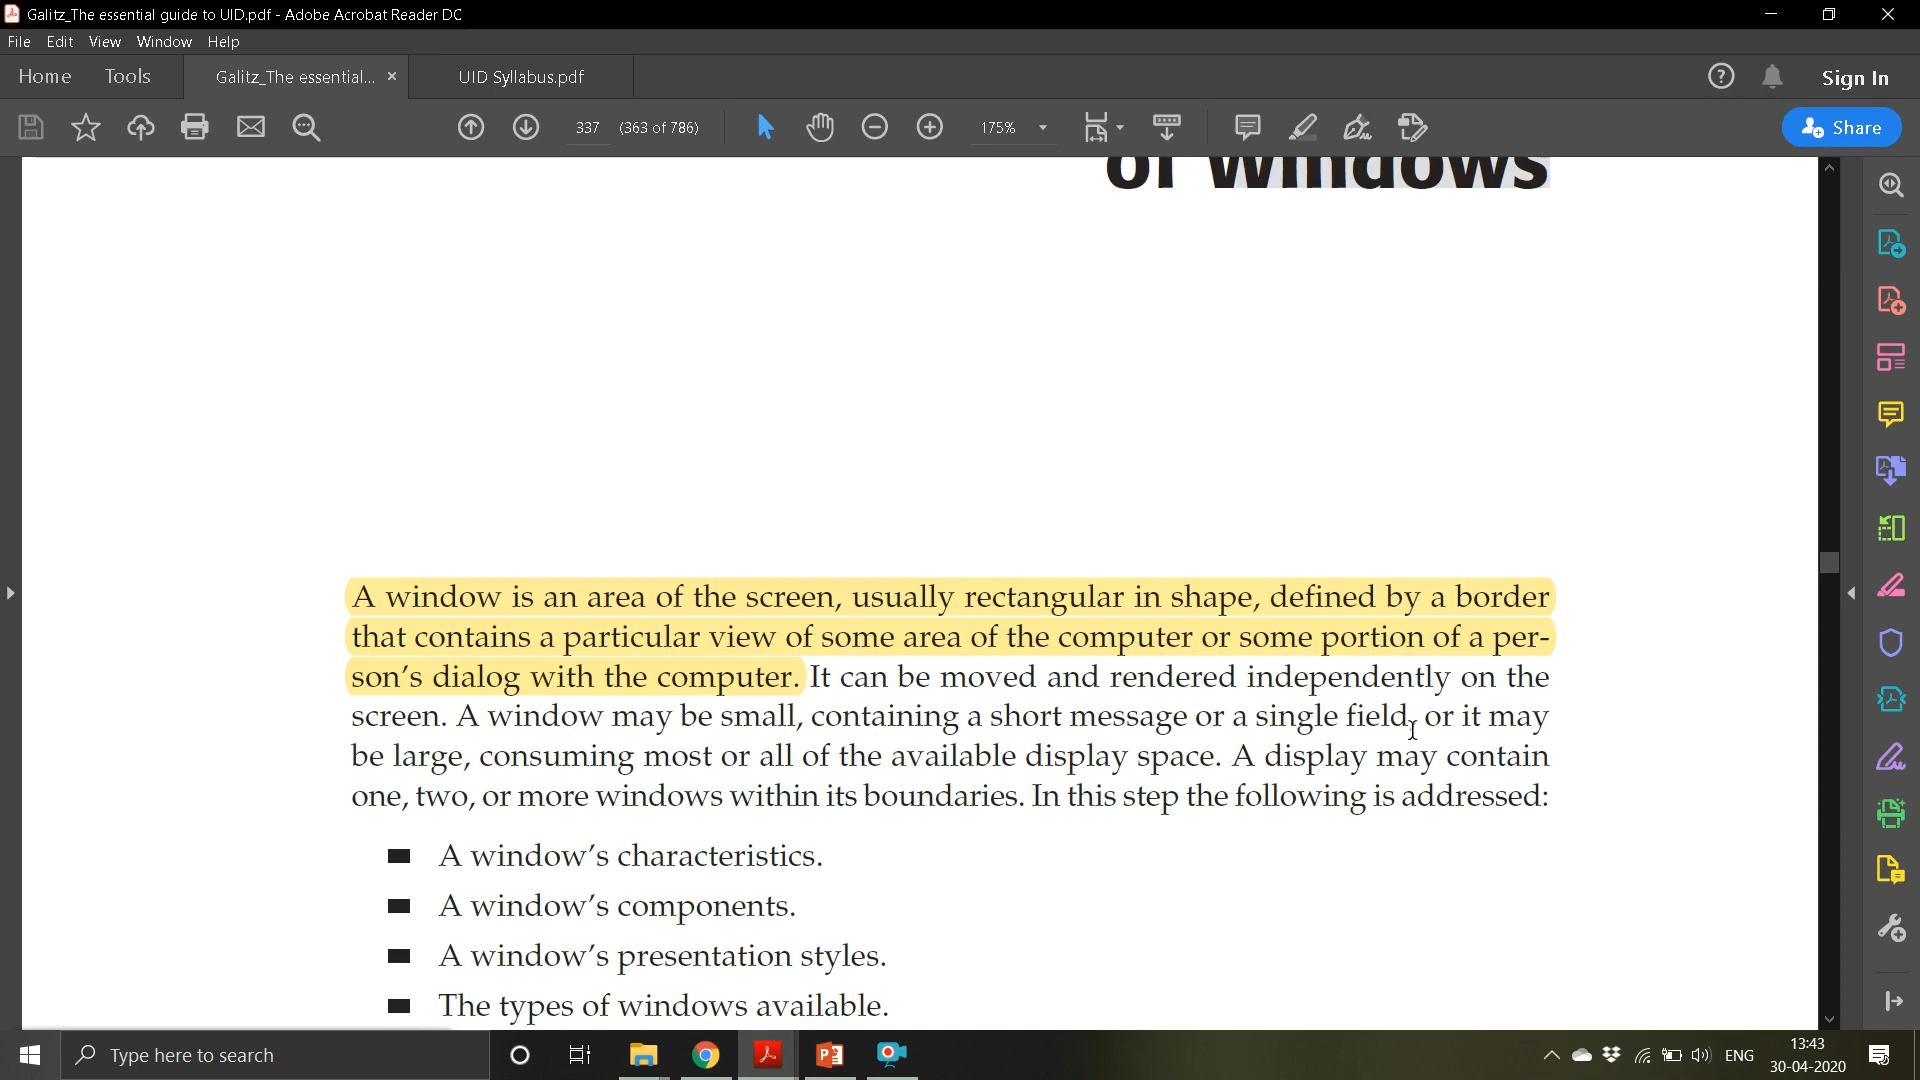 Galitz_The essential guide to UID.pdf - Adobe Acrobat Reader DC
File Edit View Window Help
Home Tools Galitz_The essential... × UID Syllabus.pdf Sign In
337 (363 of 786) 175% Share
of Windows
A window is an area of the screen, usually rectangular in shape, defined by a border
that contains a particular view of some area of the computer or some portion of a per-
son’s dialog with the computer. It can be moved and rendered independently on the
screen. A window may be small, containing a short message or a single field, or it may
be large, consuming most or all of the available display space. A display may contain
one, two, or more windows within its boundaries. In this step the following is addressed:
A window’s characteristics.
A window’s components.
A window’s presentation styles.
The types of windows available.
Type here to search ENG 13:43
30-04-2020